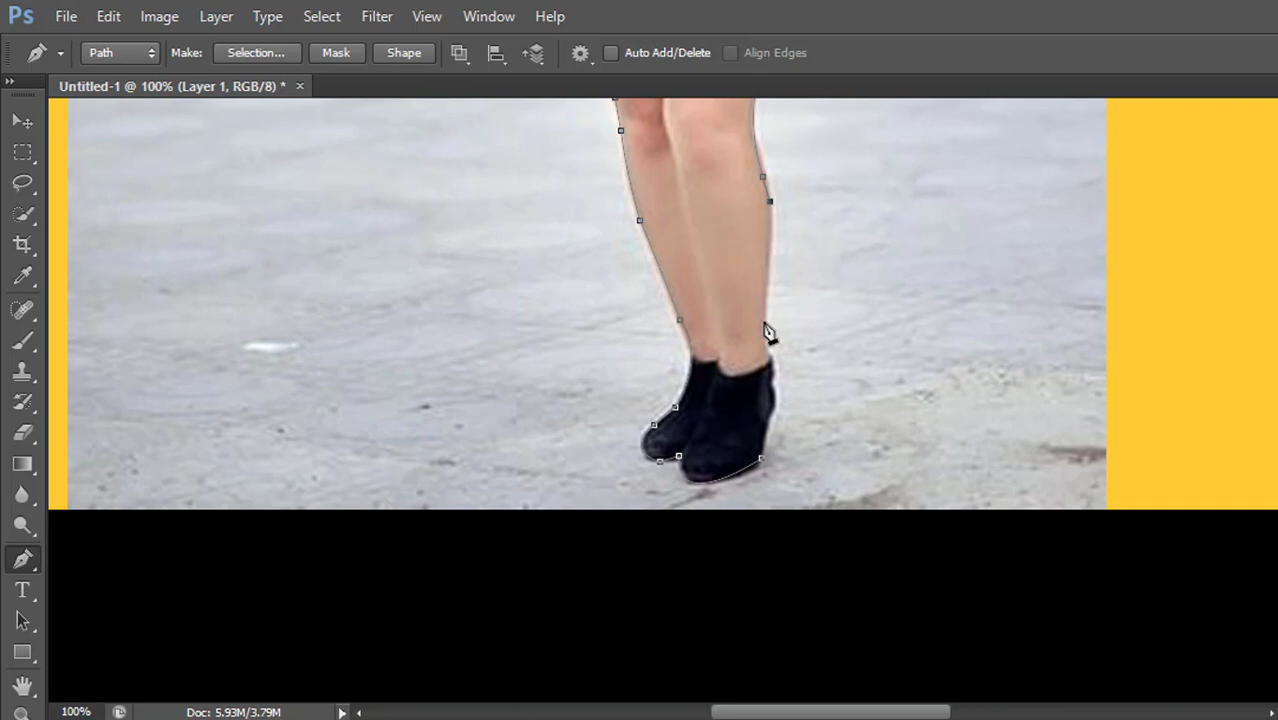 Ps File Edit Image Layer Type Select Filter View Window Help
Path Make: Selection... Mask Shape Auto Add/Delete Align Edges
Untitled-1 @ 100% (Layer 1, RGB/8) * ×
T
100% Doc: 5.93M/3.79M